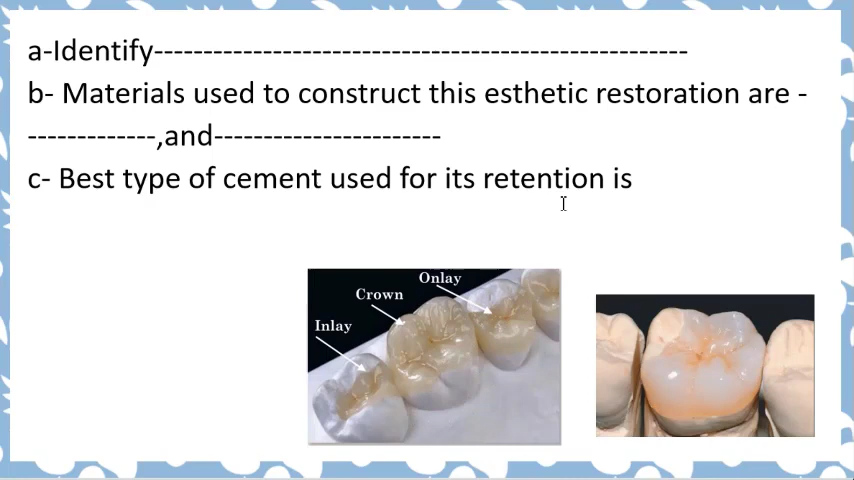 a-Identify------------------------------------------------------
b- Materials used to construct this esthetic restoration are -
-------------,and-----------------------
c- Best type of cement used for its retention is
Onlay
Crown
Inlay